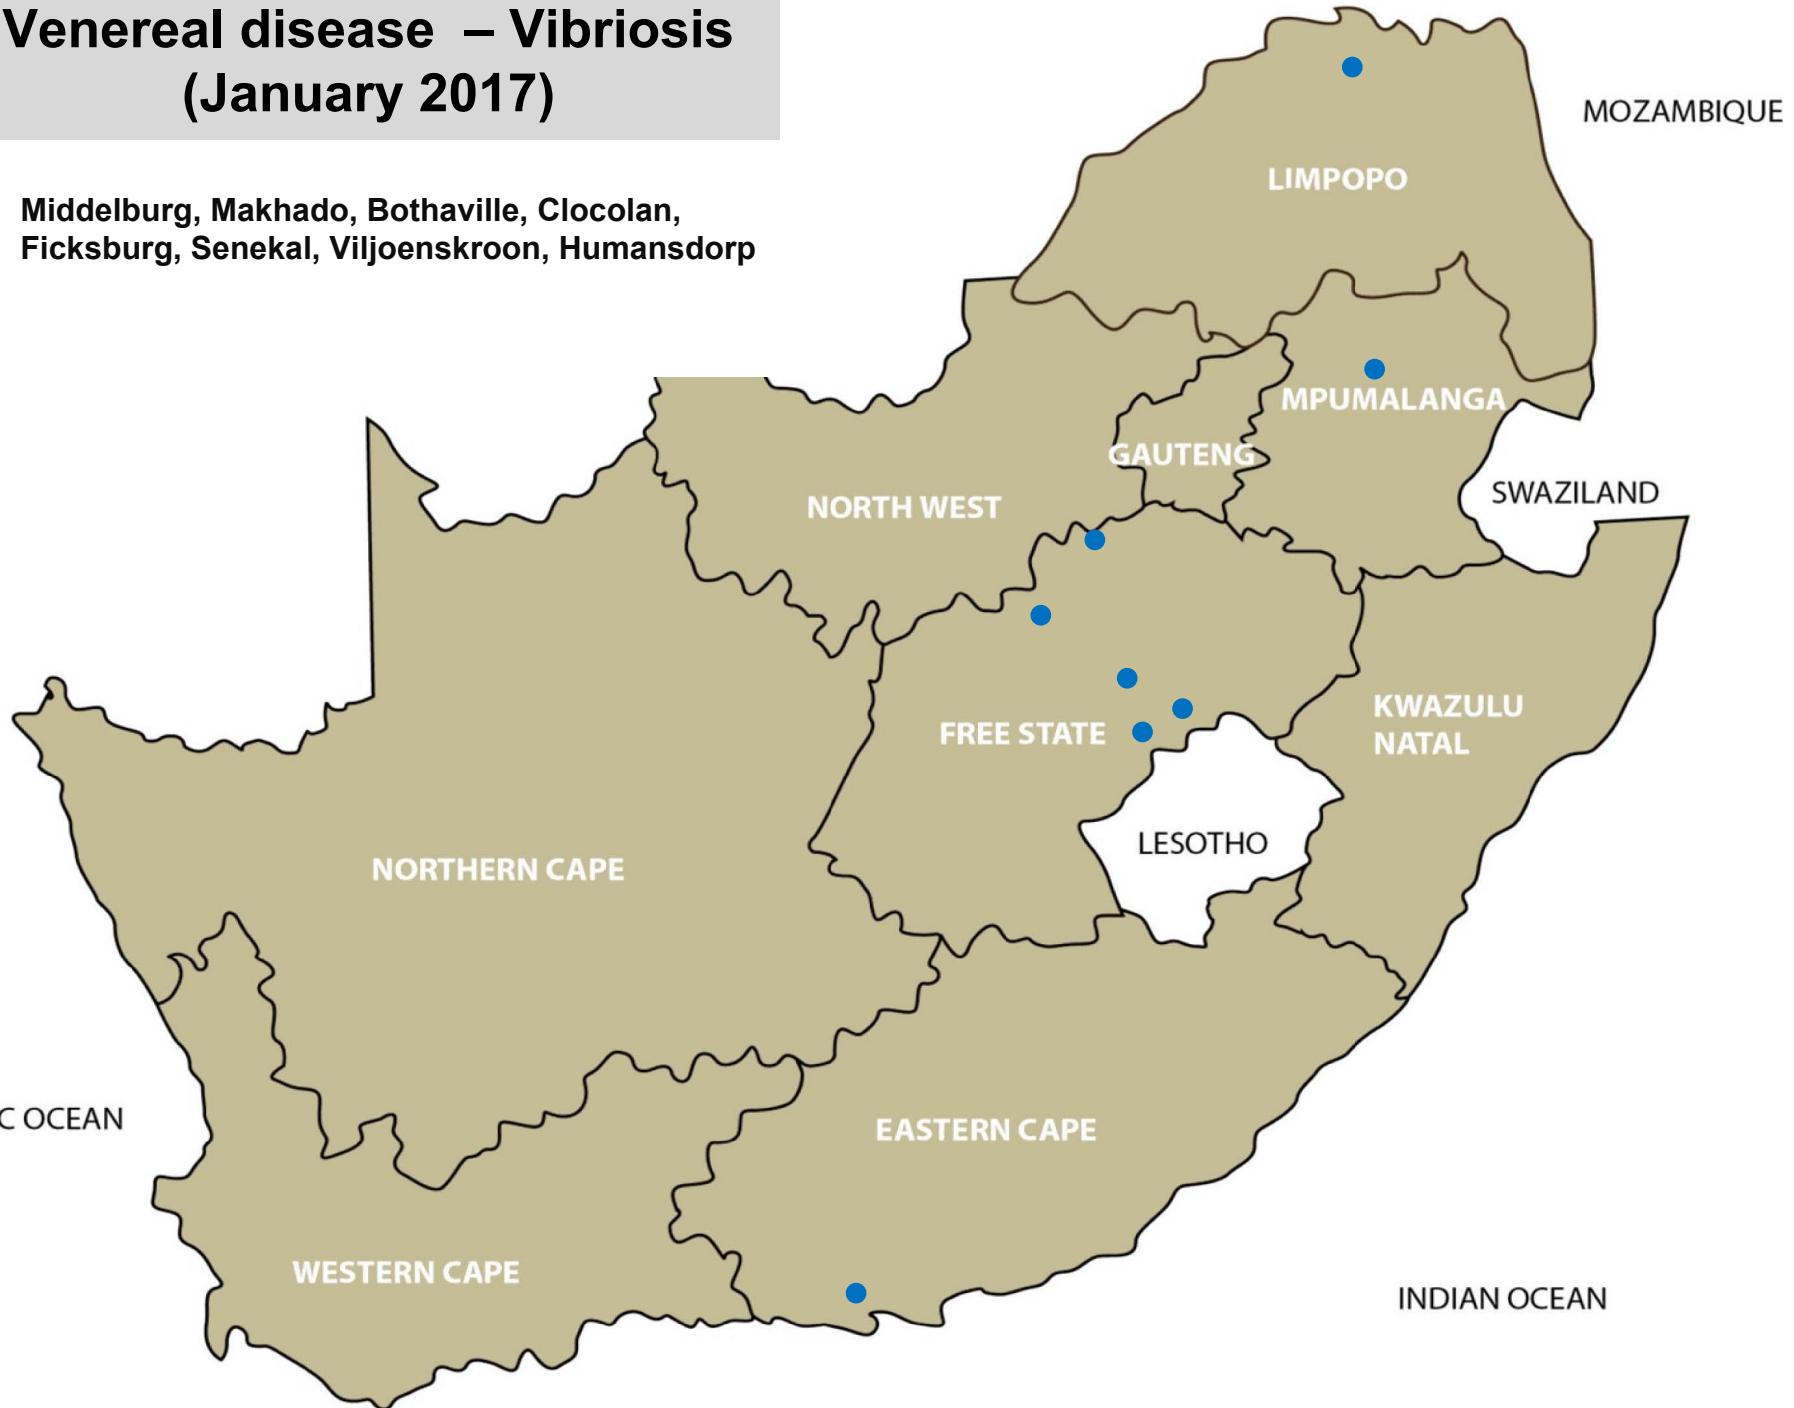 Venereal disease – Vibriosis
(January 2017)
Middelburg, Makhado, Bothaville, Clocolan,
Ficksburg, Senekal, Viljoenskroon, Humansdorp
MOZAMBIQUE
LIMPOPO
MPUMALANGA
GAUTENG
SWAZILAND
NORTH WEST
KWAZULU
NATAL
FREE STATE
LESOTHO
NORTHERN CAPE
C OCEAN
EASTERN CAPE
WESTERN CAPE
INDIAN OCEAN